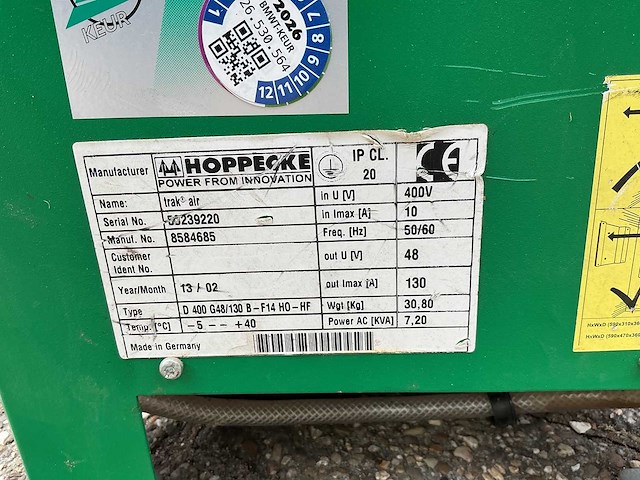 KEUR
2026
BMWT-KEUR
26.530.564
1
7
8
9
10
11
12
Manufacturer HOPPECKE IP CL.
POWER FROM INNOVATION 20 CE
Name: trak® air in U [V] 400V
Serial No. 55239220 in Imax [A] 10
Manuf. No. 8584685 Freq. [Hz] 50/60
Customer
Ident No. out U [V] 48
Year/Month 13 / 02 out Imax [A] 130
Type D 400 G48/130 B-F14 HO-HF Wgt [Kg] 30,80
Temp. [°C] -5 -- +40 Power AC [KVA] 7,20
Made in Germany